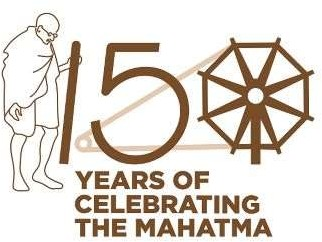 150
YEARS OF
CELEBRATING
THE MAHATMA